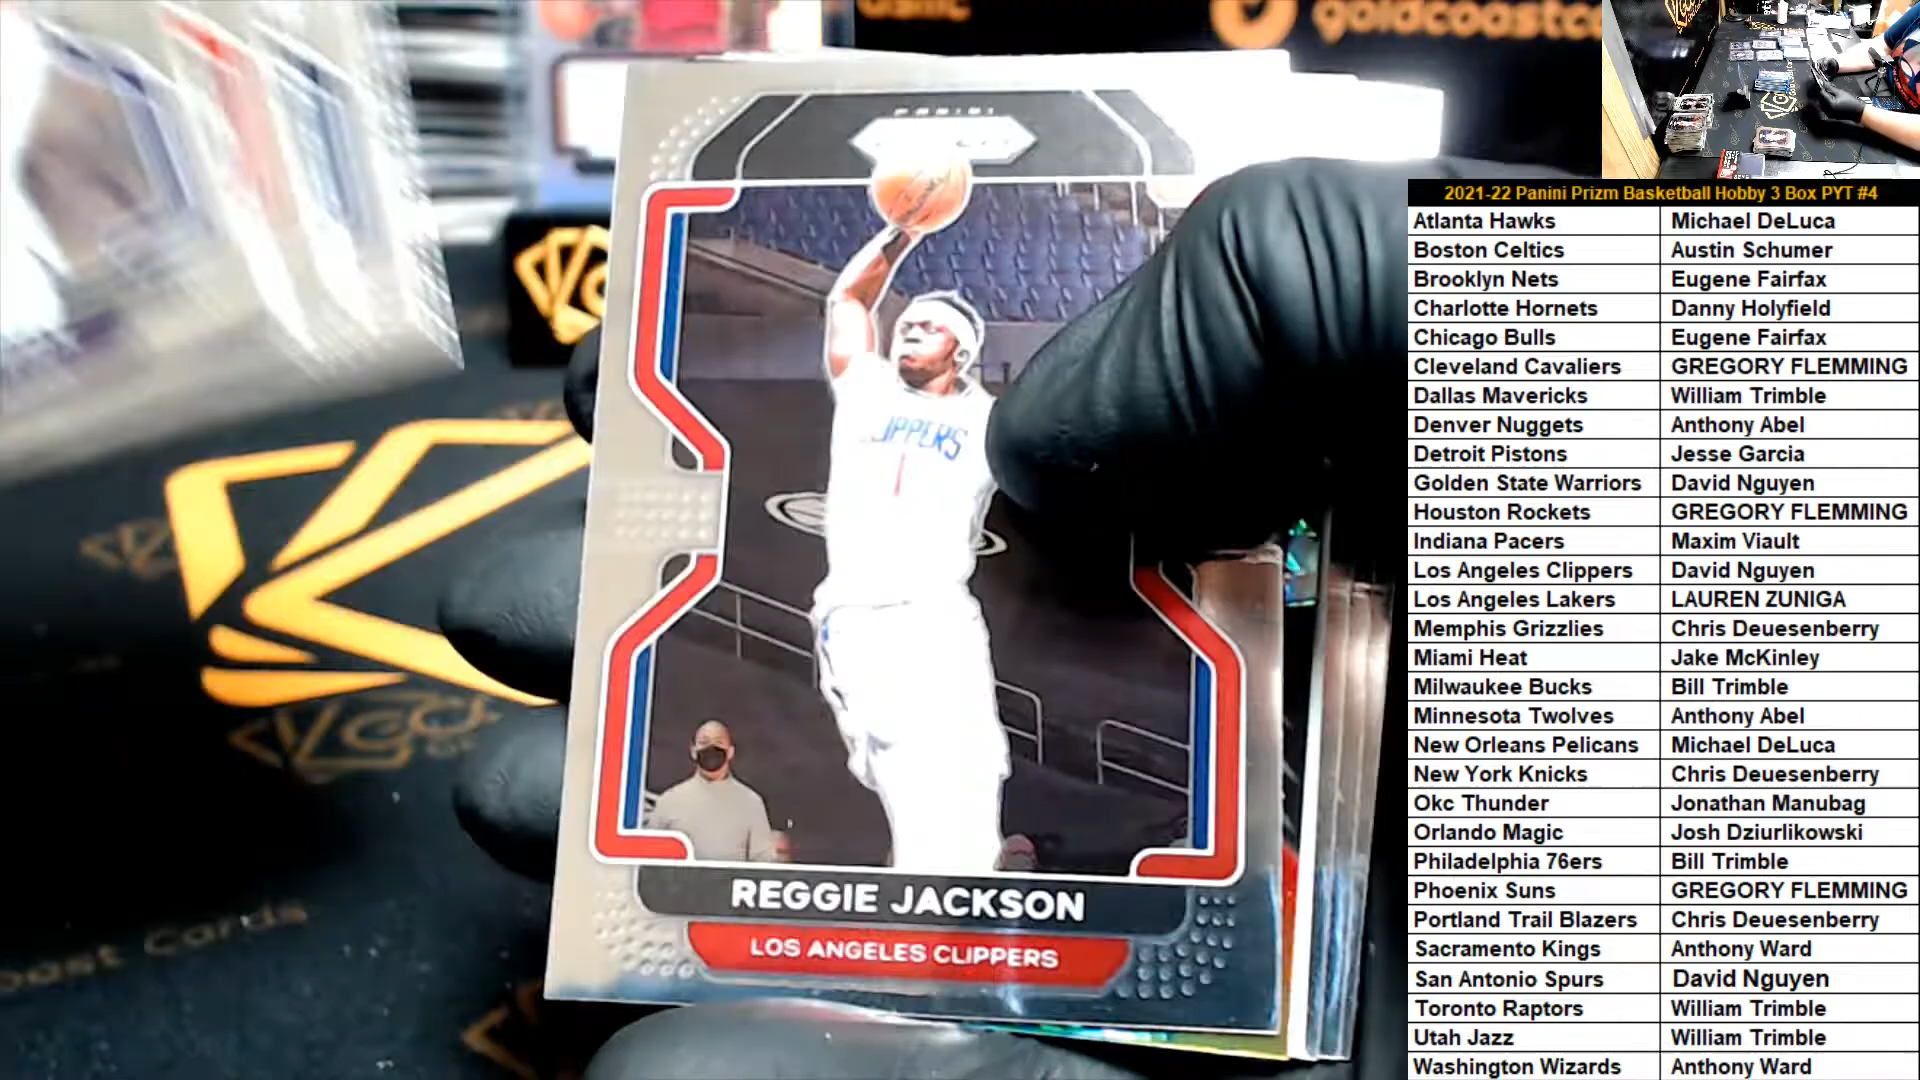 GSMC
goldcoastc
PANINI
CLIPPERS
1
REGGIE JACKSON
LOS ANGELES CLIPPERS
oast Cards
2021-22 Panini Prizm Basketball Hobby 3 Box PYT #4
Atlanta Hawks Michael DeLuca
Boston Celtics Austin Schumer
Brooklyn Nets Eugene Fairfax
Charlotte Hornets Danny Holyfield
Chicago Bulls Eugene Fairfax
Cleveland Cavaliers GREGORY FLEMMING
Dallas Mavericks William Trimble
Denver Nuggets Anthony Abel
Detroit Pistons Jesse Garcia
Golden State Warriors David Nguyen
Houston Rockets GREGORY FLEMMING
Indiana Pacers Maxim Viault
Los Angeles Clippers David Nguyen
Los Angeles Lakers LAUREN ZUNIGA
Memphis Grizzlies Chris Deuesenberry
Miami Heat Jake McKinley
Milwaukee Bucks Bill Trimble
Minnesota Twolves Anthony Abel
New Orleans Pelicans Michael DeLuca
New York Knicks Chris Deuesenberry
Okc Thunder Jonathan Manubag
Orlando Magic Josh Dziurlikowski
Philadelphia 76ers Bill Trimble
Phoenix Suns GREGORY FLEMMING
Portland Trail Blazers Chris Deuesenberry
Sacramento Kings Anthony Ward
San Antonio Spurs David Nguyen
Toronto Raptors William Trimble
Utah Jazz William Trimble
Washington Wizards Anthony Ward